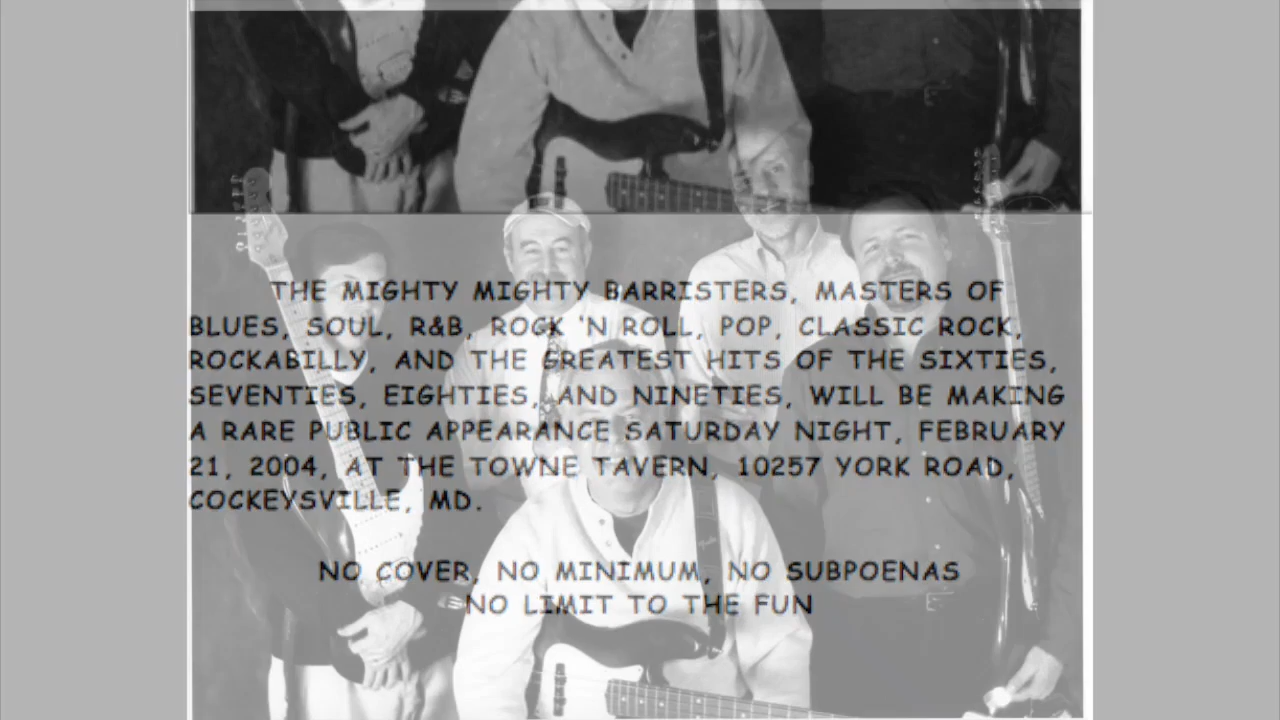 THE MIGHTY MIGHTY BARRISTERS, MASTERS OF
BLUES, SOUL, R&B, ROCK 'N ROLL, POP, CLASSIC ROCK,
ROCKABILLY, AND THE GREATEST HITS OF THE SIXTIES,
SEVENTIES, EIGHTIES, AND NINETIES, WILL BE MAKING
A RARE PUBLIC APPEARANCE SATURDAY NIGHT, FEBRUARY
21, 2004, AT THE TOWNE TAVERN, 10257 YORK ROAD,
COCKEYSVILLE, MD.
NO COVER, NO MINIMUM, NO SUBPOENAS
NO LIMIT TO THE FUN